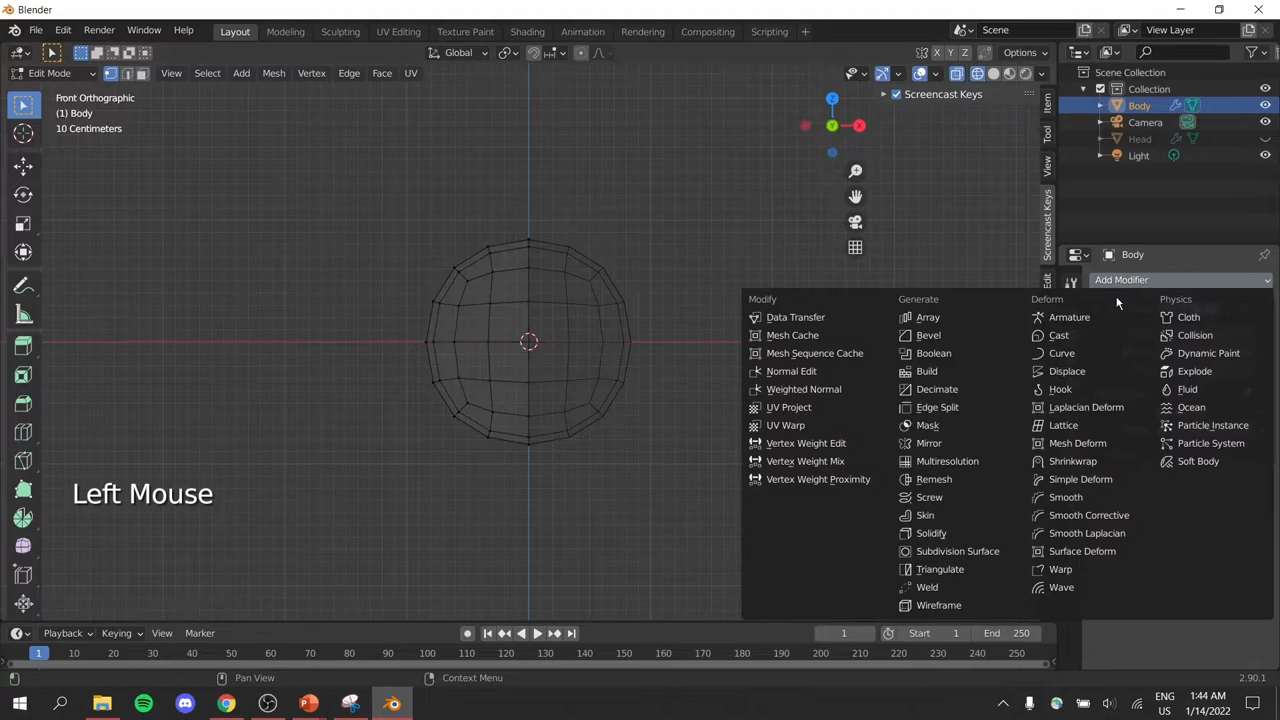 Blender
File Edit Render Window Help Layout Modeling Sculpting UV Editing Texture Paint Shading Animation Rendering Compositing Scripting + Scene View Layer
Global X Y Z Options
Edit Mode View Select Add Mesh Vertex Edge Face UV
Front Orthographic
(1) Body
10 Centimeters
Z
Y
X
Screencast Keys
Item
Tool
View
Screencast Keys
Edit
Scene Collection
Collection
Body
Camera
Head
Light
Body
Add Modifier
Modify
Data Transfer
Mesh Cache
Mesh Sequence Cache
Normal Edit
Weighted Normal
UV Project
UV Warp
Vertex Weight Edit
Vertex Weight Mix
Vertex Weight Proximity
Generate
Array
Bevel
Boolean
Build
Decimate
Edge Split
Mask
Mirror
Multiresolution
Remesh
Screw
Skin
Solidify
Subdivision Surface
Triangulate
Weld
Wireframe
Deform
Armature
Cast
Curve
Displace
Hook
Laplacian Deform
Lattice
Mesh Deform
Shrinkwrap
Simple Deform
Smooth
Smooth Corrective
Smooth Laplacian
Surface Deform
Warp
Wave
Physics
Cloth
Collision
Dynamic Paint
Explode
Fluid
Ocean
Particle Instance
Particle System
Soft Body
Left Mouse
Playback Keying View Marker 1 Start 1 End 250
1 10 20 30 40 50 60 70 80 90 100 110 120 130 140 150 160 170 180 190 200 210 220 230 240 250
Pan View Context Menu 2.90.1
ENG
US
1:44 AM
1/14/2022